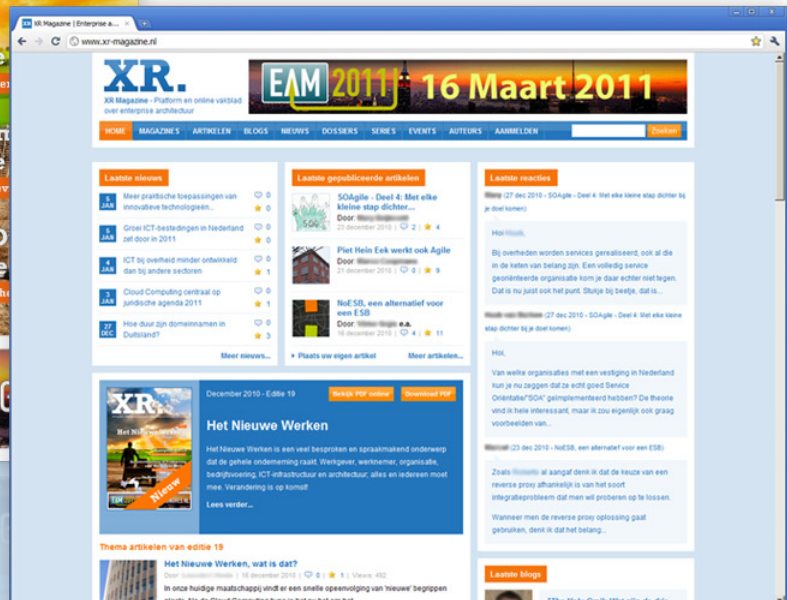 XR Magazine | Enterprise a...
www.xr-magazine.nl
XR.
XR Magazine - Platform en online vakblad
over enterprise architectuur
EAM 2011 16 Maart 2011
HOME MAGAZINES ARTIKELEN BLOGS NIEUWS DOSSIERS SERIES EVENTS AUTEURS AANMELDEN Zoeken
Laatste nieuws
5 JAN Meer praktische toepassingen van 0
innovatieve technologieën... 0
5 JAN Groei ICT-bestedingen in Nederland 0
zet door in 2011 0
4 JAN ICT bij overheid minder ontwikkeld 0
dan bij andere sectoren 1
3 JAN Cloud Computing centraal op 0
juridische agenda 2011 1
27 DEC Hoe duur zijn domeinnamen in 0
Duitsland? 3
Meer nieuws...
Laatste gepubliceerde artikelen
SOAgile - Deel 4: Met elke
kleine stap dichter...
Door:
23 december 2010 | 2 | 4
Piet Hein Eek werkt ook Agile
Door:
21 december 2010 | 0 | 9
NoESB, een alternatief voor
een ESB
Door: e.a.
16 december 2010 | 4 | 11
Plaats uw eigen artikel Meer artikelen...
Laatste reacties
(27 dec 2010 - SOAgile - Deel 4: Met elke kleine stap dichter bij
je doel komen)
Hoi
Bij overheden worden services gerealiseerd, ook al die
in de keten van belang zijn. Een volledig service
georiënteerde organisatie kom je daar echter niet tegen.
Dat is nu juist ook het punt. Stukje bij beetje, dat is...
(27 dec 2010 - SOAgile - Deel 4: Met elke kleine
stap dichter bij je doel komen)
Hoi,
Van welke organisaties met een vestiging in Nederland
kun je nu zeggen dat ze echt goed Service
Oriëntatie/"SOA" geïmplementeerd hebben? De theorie
vind ik hele interessant, maar ik zou eigenlijk ook graag
voorbeelden van...
(23 dec 2010 - NoESB, een alternatief voor een ESB)
Zoals al aangaf denk ik dat de keuze van een
reverse proxy afhankelijk is van het soort
integratieprobleem dat men wil proberen op te lossen.
Wanneer men de reverse proxy oplossing gaat
gebruiken, denk ik dat het belang...
Laatste blogs
XR.
Het Nieuwe Werken
Nieuw
December 2010 - Editie 19 Bekijk PDF online Download PDF
Het Nieuwe Werken
Het Nieuwe Werken is een veel besproken en spraakmakend onderwerp
dat de gehele onderneming raakt. Werkgever, werknemer, organisatie,
bedrijfsvoering, ICT-infrastructuur en architectuur; alles en iedereen moet
mee. Verandering is op komst!
Lees verder...
Thema artikelen van editie 19
Het Nieuwe Werken, wat is dat?
Door: | 16 december 2010 | 0 | 1 | Views: 492
In onze huidige maatschappij vindt er een snelle opeenvolging van 'nieuwe' begrippen